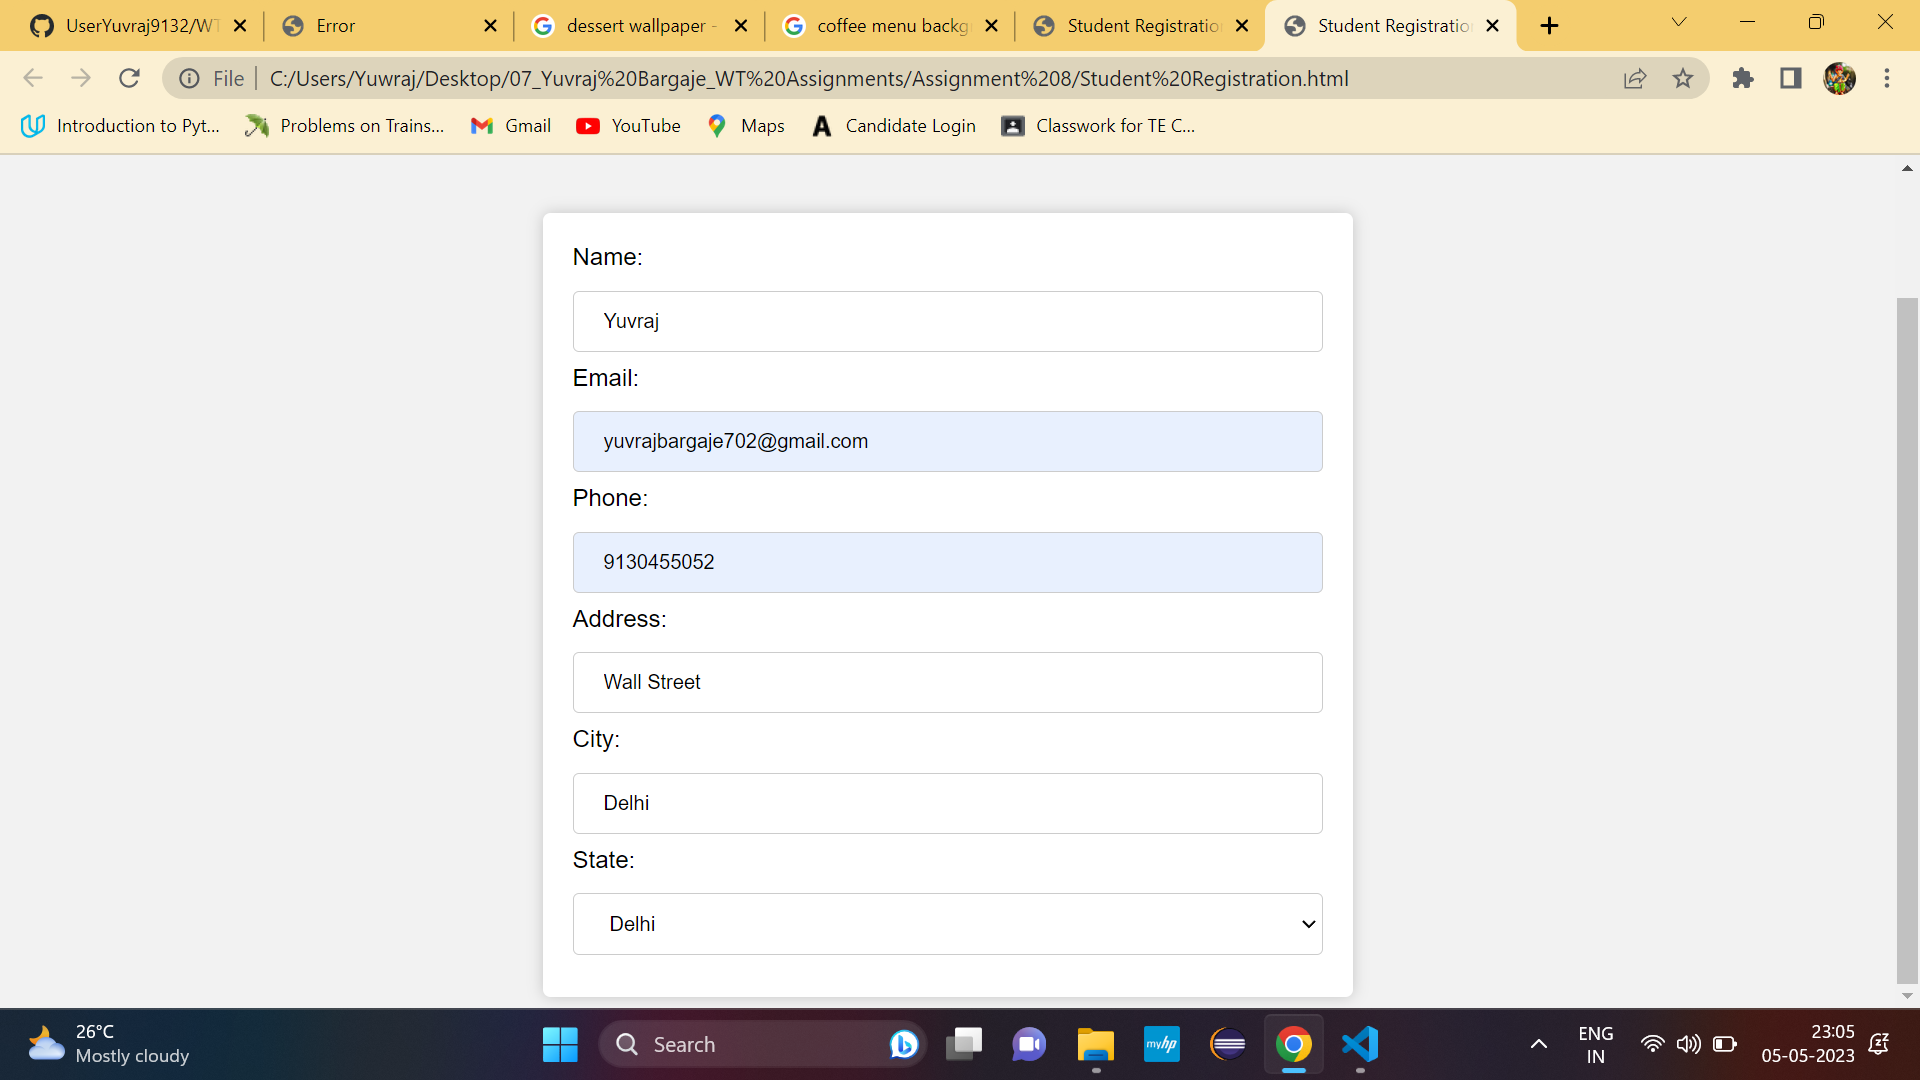 UserYuvraj9132/WT
Error
dessert wallpaper -
coffee menu backg
Student Registratio
Student Registratio
File
C:/Users/Yuwraj/Desktop/07_Yuvraj%20Bargaje_WT%20Assignments/Assignment%208/Student%20Registration.html
Introduction to Pyt...
Problems on Trains...
Gmail
YouTube
Maps
Candidate Login
Classwork for TE C...
Name:
Yuvraj
Email:
yuvrajbargaje702@gmail.com
Phone:
9130455052
Address:
Wall Street
City:
Delhi
State:
Delhi
26°C
Mostly cloudy
Search
myhp
ENG
IN
23:05
05-05-2023